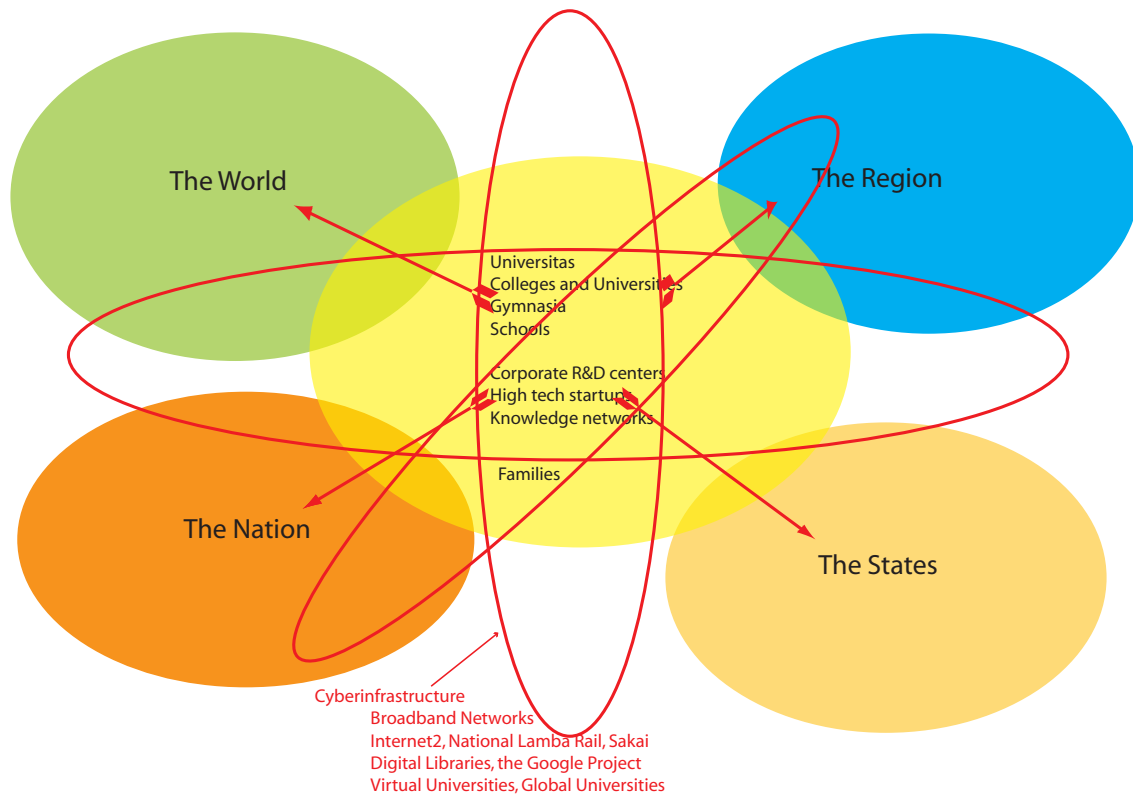 The World
The Region
Universitas
Colleges and Universities
Gymnasia
Schools
Corporate R&D centers
High tech startups
Knowledge networks
Families
The Nation
The States
Cyberinfrastructure
Broadband Networks
Internet2, National Lamba Rail, Sakai
Digital Libraries, the Google Project
Virtual Universities, Global Universities